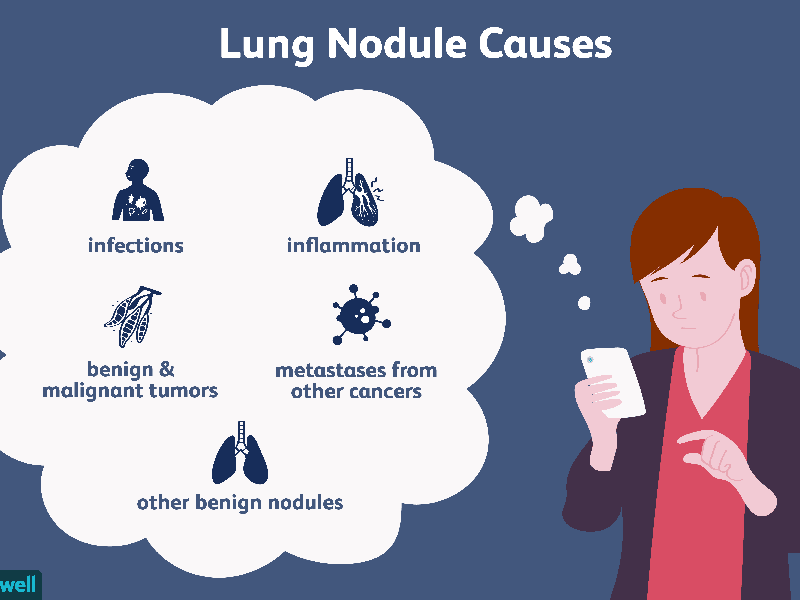 Lung Nodule Causes
infections
inflammation
benign &
malignant tumors
metastases from
other cancers
other benign nodules
well